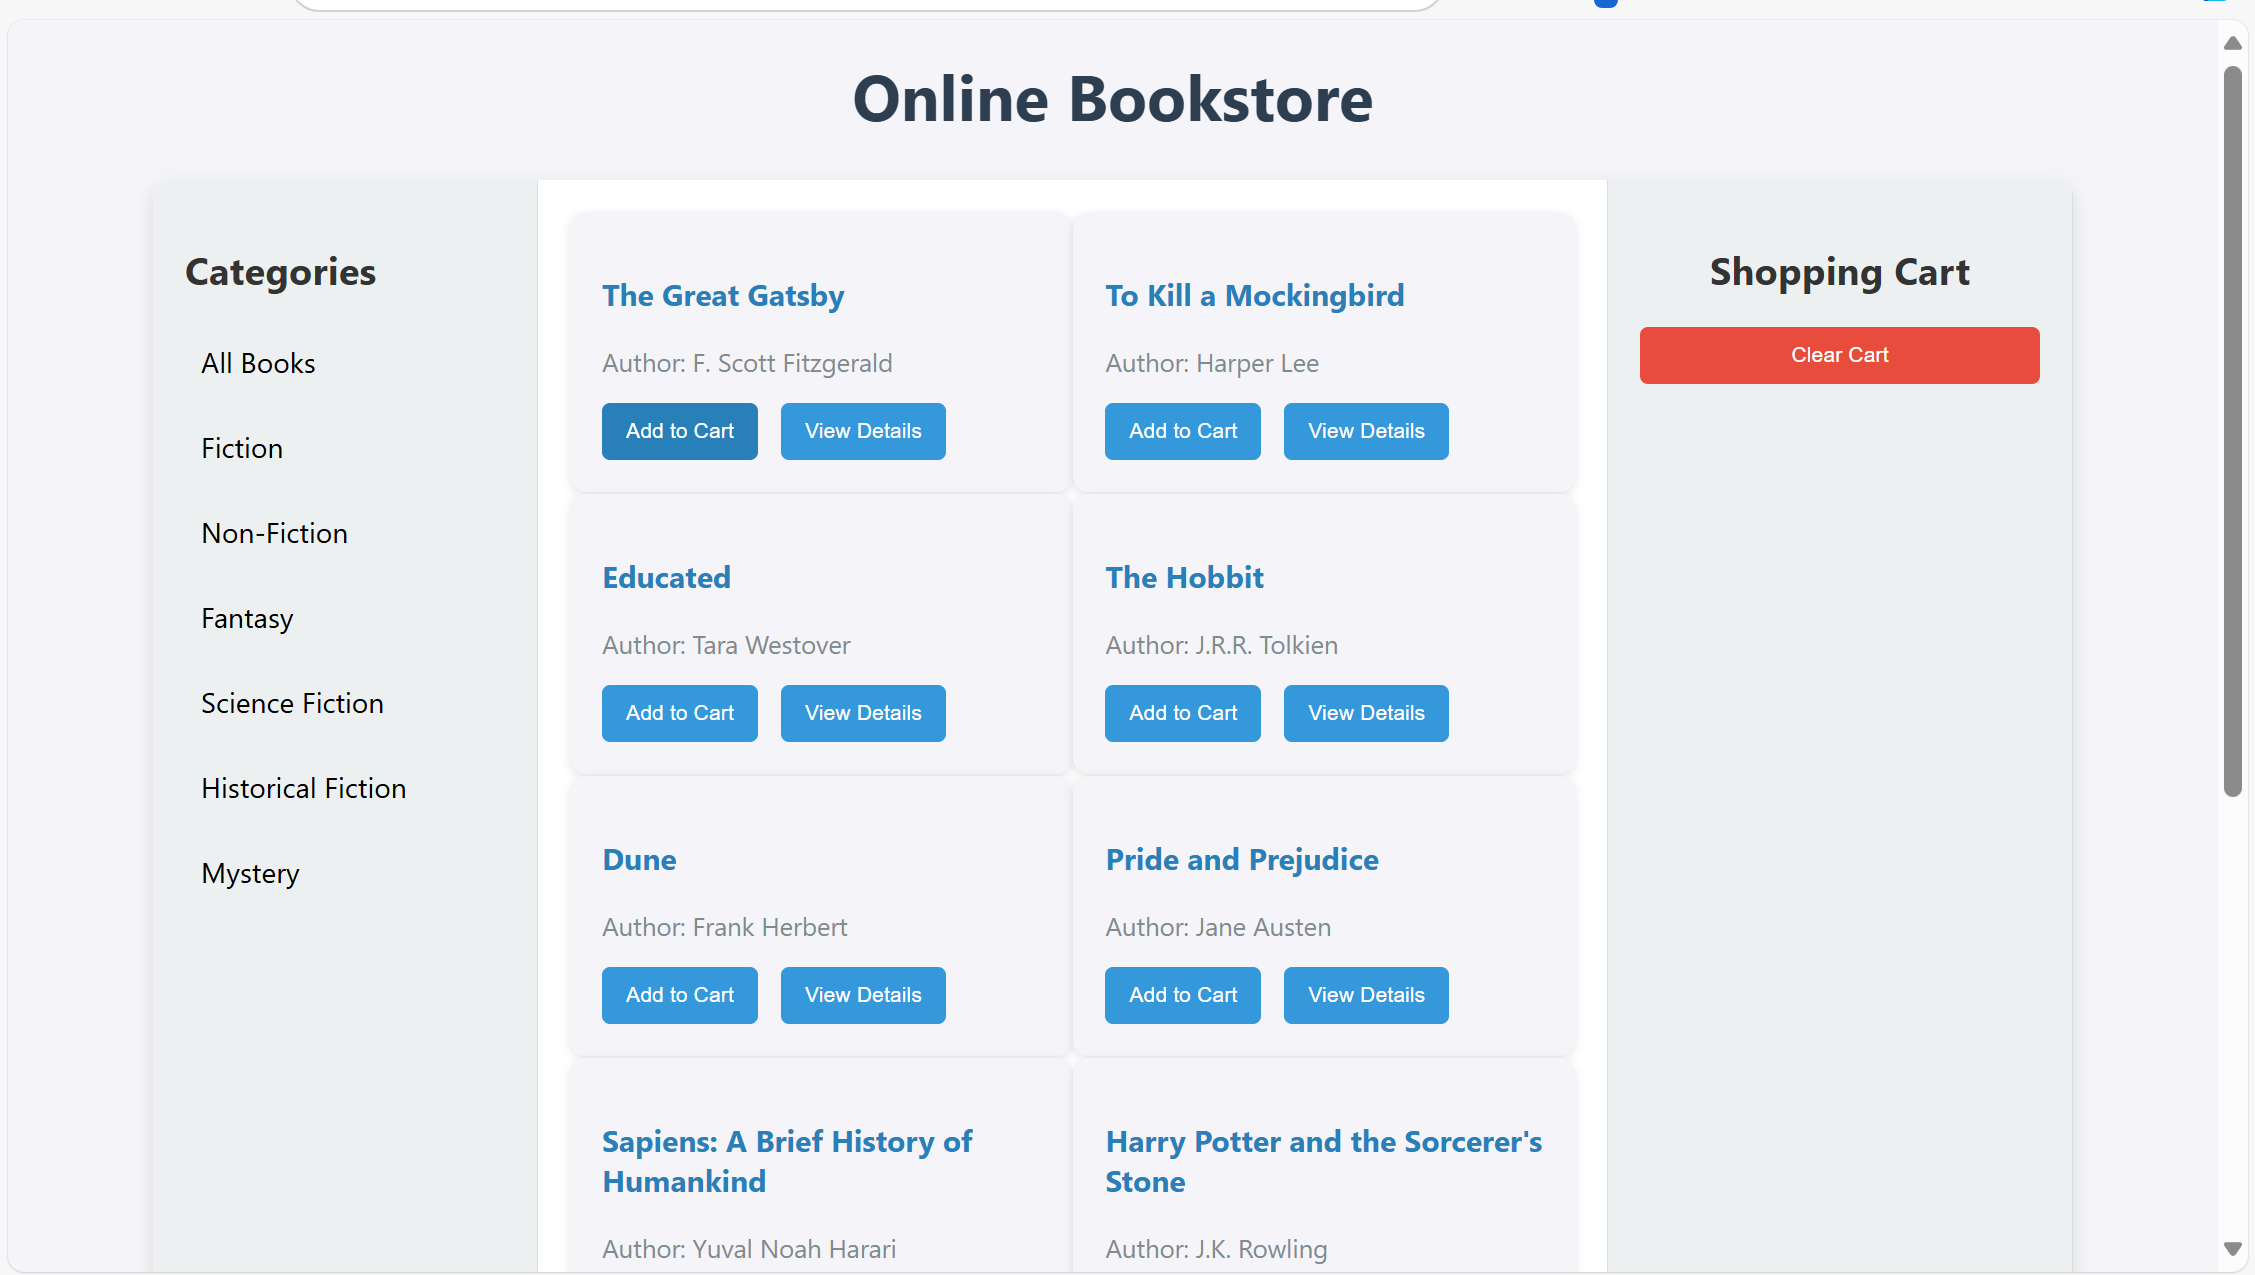 Online Bookstore
Categories
All Books
Fiction
Non-Fiction
Fantasy
Science Fiction
Historical Fiction
Mystery
The Great Gatsby
Author: F. Scott Fitzgerald
Add to Cart
View Details
To Kill a Mockingbird
Author: Harper Lee
Add to Cart
View Details
Educated
Author: Tara Westover
Add to Cart
View Details
The Hobbit
Author: J.R.R. Tolkien
Add to Cart
View Details
Dune
Author: Frank Herbert
Add to Cart
View Details
Pride and Prejudice
Author: Jane Austen
Add to Cart
View Details
Sapiens: A Brief History of
Humankind
Author: Yuval Noah Harari
Harry Potter and the Sorcerer's
Stone
Author: J.K. Rowling
Shopping Cart
Clear Cart